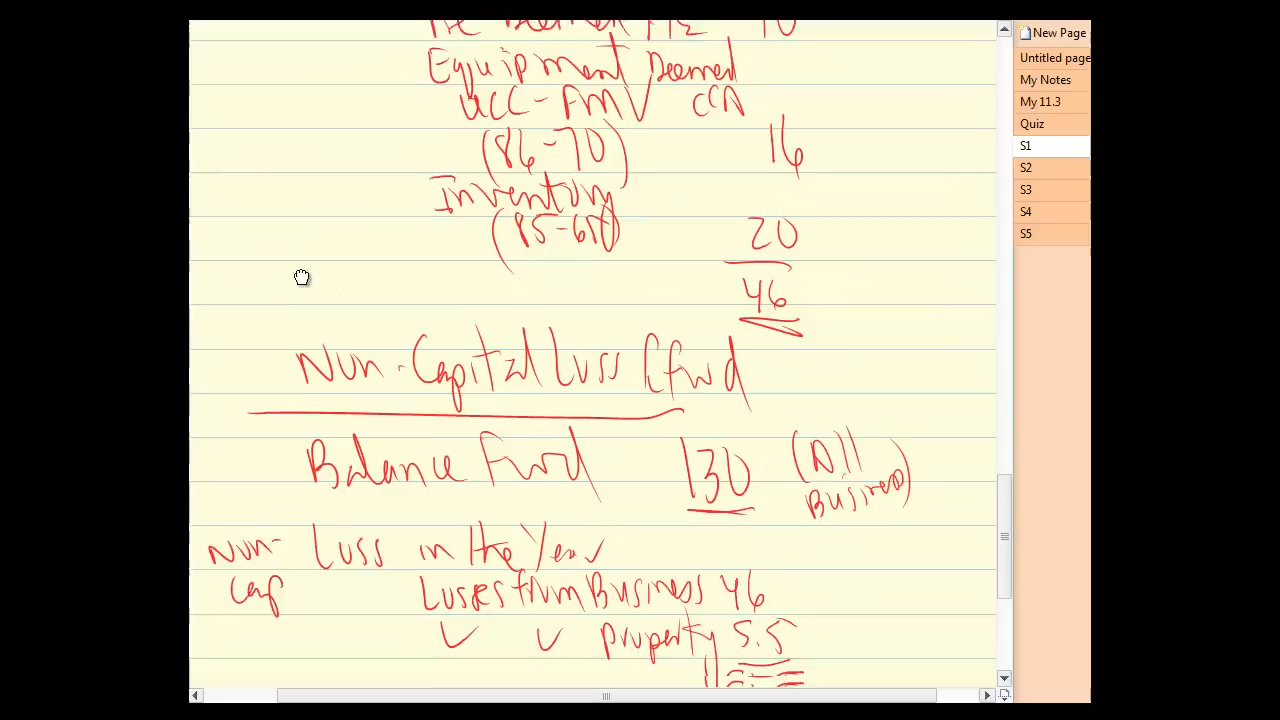 Equipment Deemed
UCC - FMV CCA
(86-70) 16
Inventory
(85-65) 20
46
Non-Capital Loss Cfwd
Balance Fwd 130 (All
Business)
Non- Loss in the Year
Cap Losses from Business 46
Property 5.5
New Page
Untitled page
My Notes
My 11.3
Quiz
S1
S2
S3
S4
S5